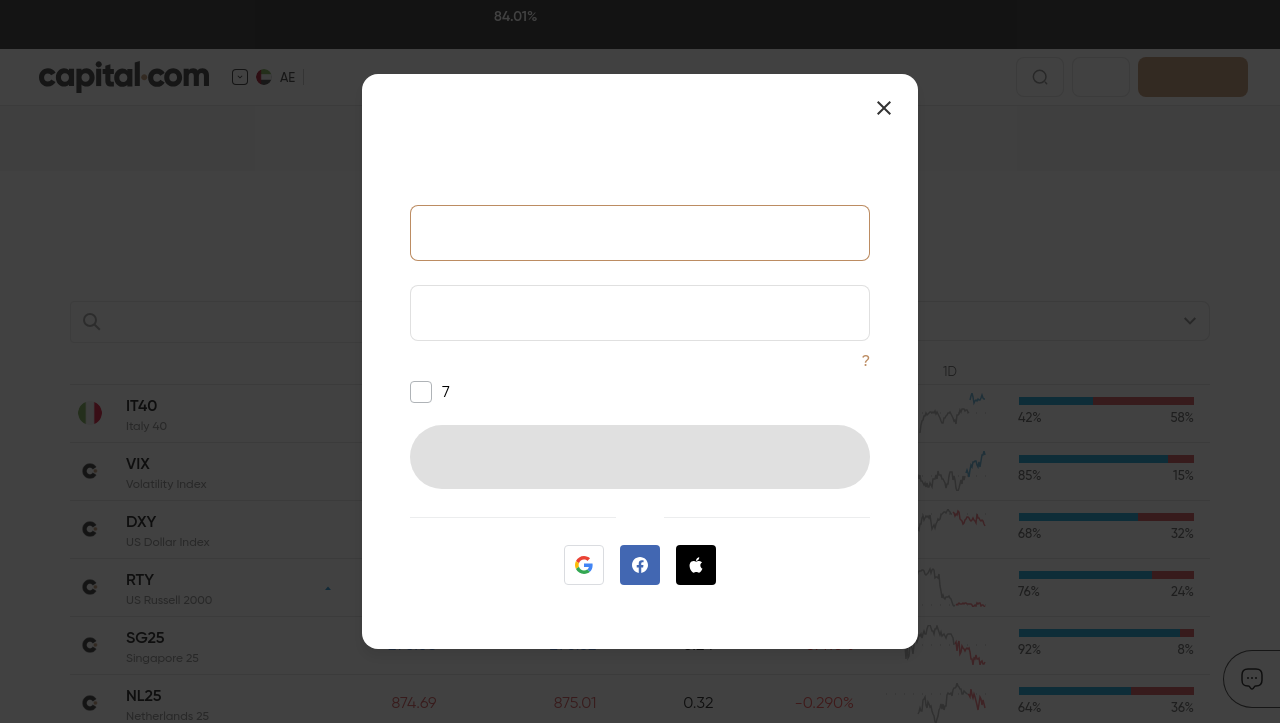 84.01%
capital.com
AE
?
7
1D
IT40
Italy 40
42%
58%
VIX
Volatility Index
85%
15%
DXY
US Dollar Index
68%
32%
RTY
US Russell 2000
76%
24%
SG25
Singapore 25
92%
8%
NL25
Netherlands 25
874.69
875.01
0.32
-0.290%
64%
36%